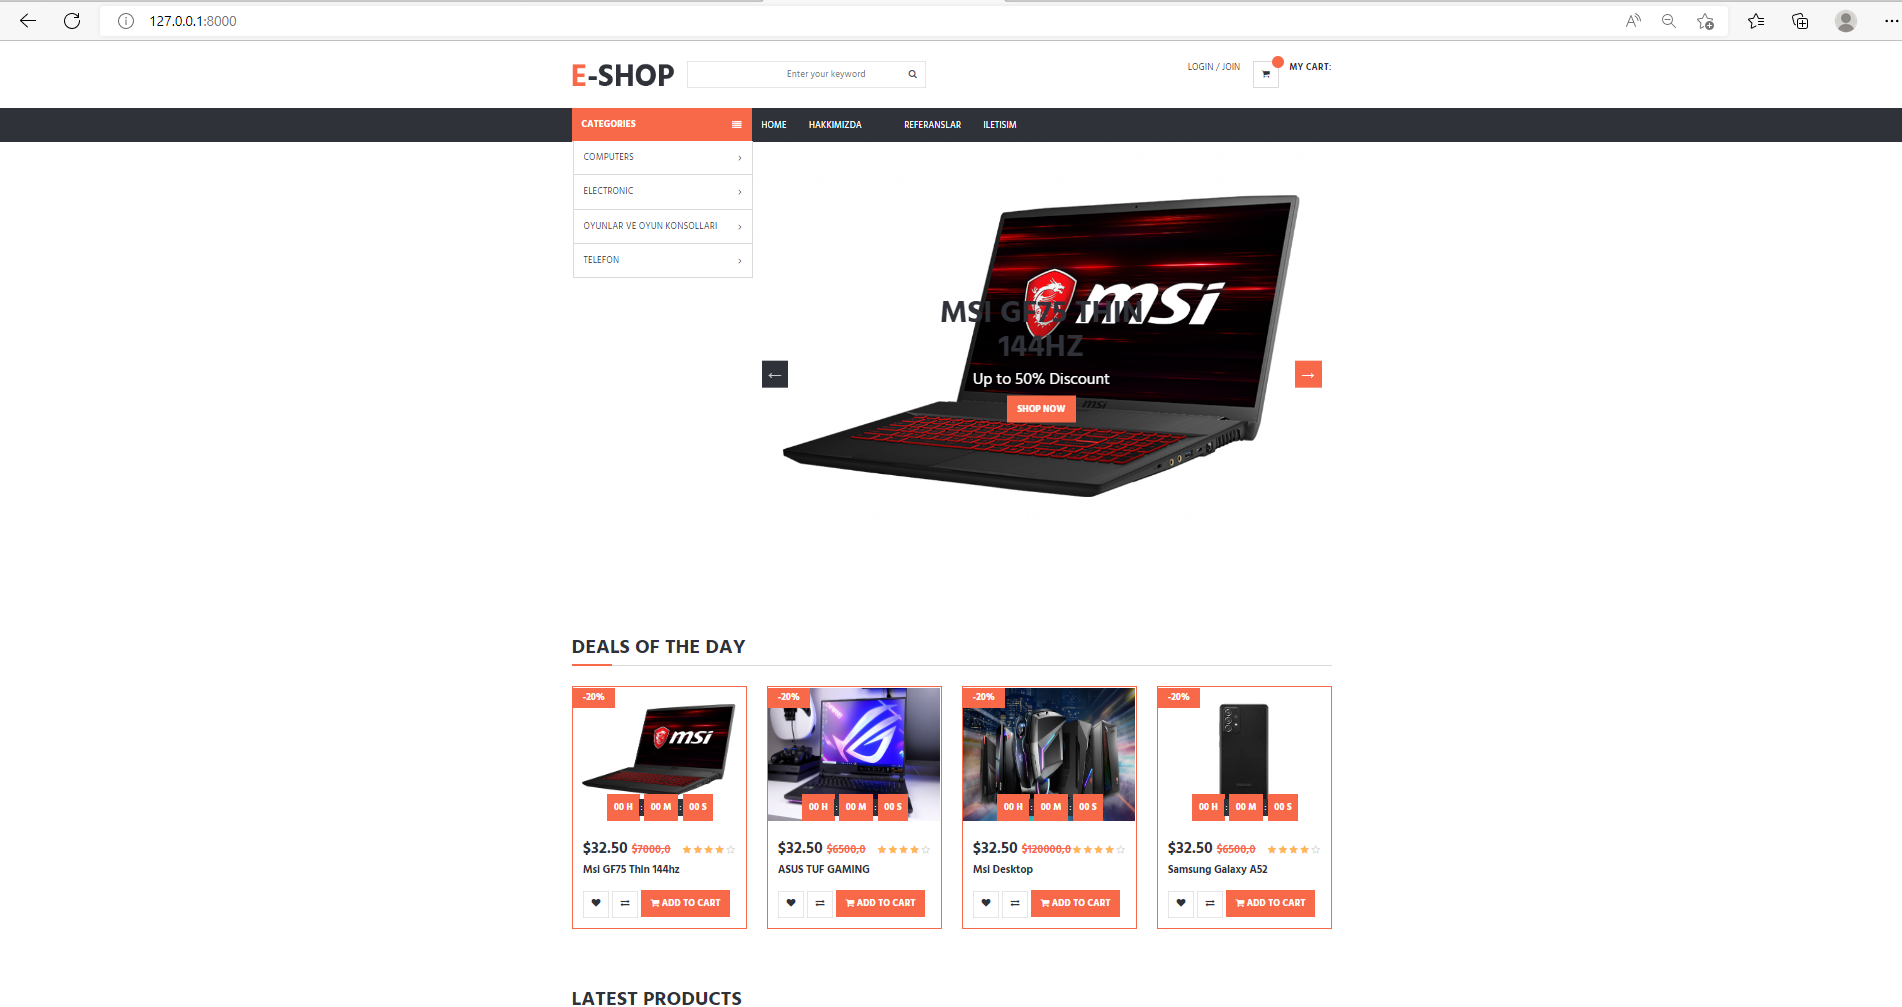 127.0.0.1:8000
E-SHOP
Enter your keyword
LOGIN / JOIN
MY CART:
CATEGORIES
HOME
HAKKIMIZDA
REFERANSLAR
ILETISIM
COMPUTERS
ELECTRONIC
OYUNLAR VE OYUN KONSOLLARI
TELEFON
msi
MSI GF75 THIN
144HZ
Up to 50% Discount
SHOP NOW
msi
DEALS OF THE DAY
-20%
msi
00 H : 00 M : 00 S
$32.50 $7000,0
Msi GF75 Thin 144hz
ADD TO CART
-20%
00 H : 00 M : 00 S
$32.50 $6500,0
ASUS TUF GAMING
ADD TO CART
-20%
00 H : 00 M : 00 S
$32.50 $120000,0
Msi Desktop
ADD TO CART
-20%
00 H : 00 M : 00 S
$32.50 $6500,0
Samsung Galaxy A52
ADD TO CART
LATEST PRODUCTS